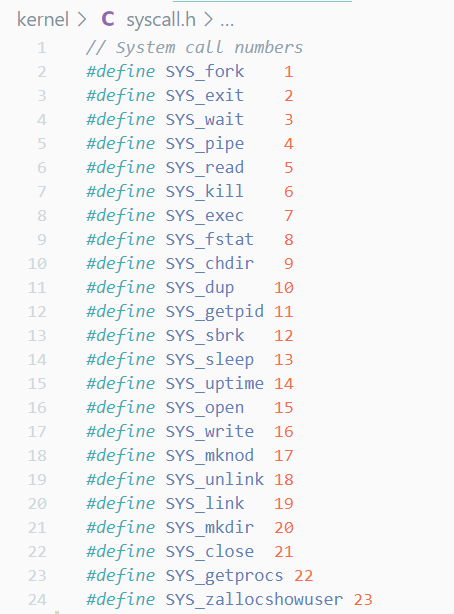 kernel > C syscall.h > ...
1 // System call numbers
2 #define SYS_fork    1
3 #define SYS_exit    2
4 #define SYS_wait    3
5 #define SYS_pipe    4
6 #define SYS_read    5
7 #define SYS_kill    6
8 #define SYS_exec    7
9 #define SYS_fstat   8
10 #define SYS_chdir   9
11 #define SYS_dup    10
12 #define SYS_getpid 11
13 #define SYS_sbrk   12
14 #define SYS_sleep  13
15 #define SYS_uptime 14
16 #define SYS_open   15
17 #define SYS_write  16
18 #define SYS_mknod  17
19 #define SYS_unlink 18
20 #define SYS_link   19
21 #define SYS_mkdir  20
22 #define SYS_close  21
23 #define SYS_getprocs 22
24 #define SYS_zallocshowuser 23